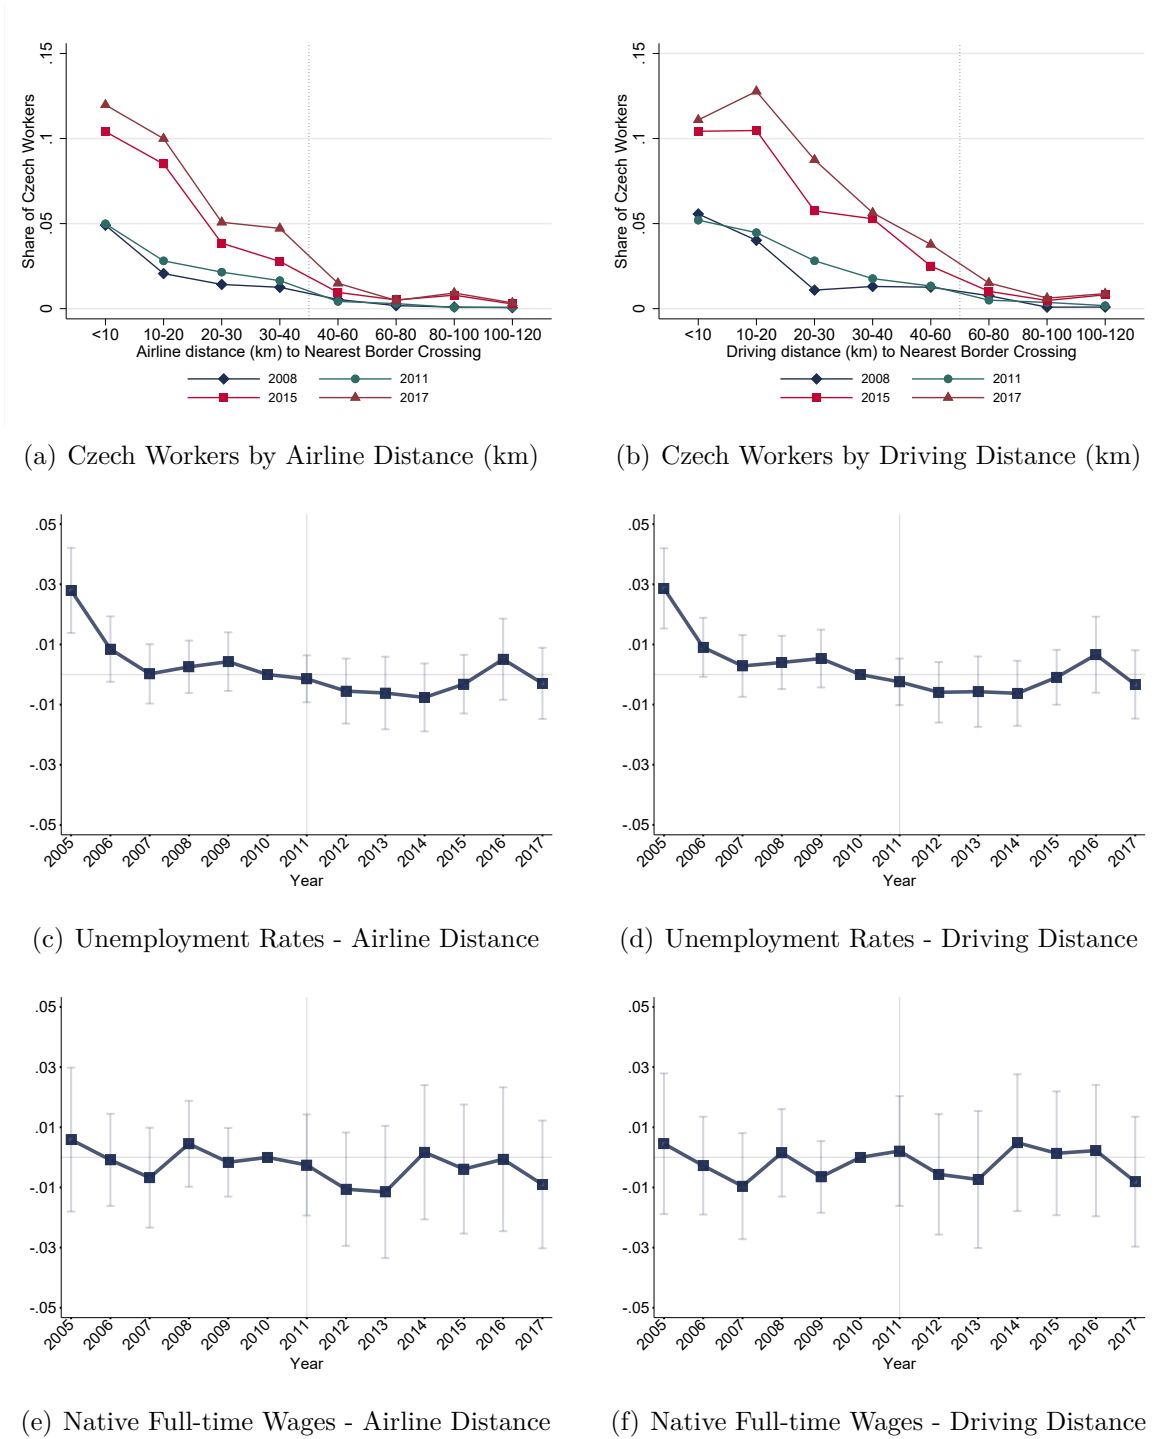 .15
.1
.05
0
Share of Czech Workers
<10 10-20 20-30 30-40 40-60 60-80 80-100 100-120
Airline distance (km) to Nearest Border Crossing
2008 2011
2015 2017
(a) Czech Workers by Airline Distance (km)
.15
.1
.05
0
Share of Czech Workers
<10 10-20 20-30 30-40 40-60 60-80 80-100 100-120
Driving distance (km) to Nearest Border Crossing
2008 2011
2015 2017
(b) Czech Workers by Driving Distance (km)
.05
.03
.01
-.01
-.03
-.05
2005 2006 2007 2008 2009 2010 2011 2012 2013 2014 2015 2016 2017
Year
(c) Unemployment Rates - Airline Distance
.05
.03
.01
-.01
-.03
-.05
2005 2006 2007 2008 2009 2010 2011 2012 2013 2014 2015 2016 2017
Year
(d) Unemployment Rates - Driving Distance
.05
.03
.01
-.01
-.03
-.05
2005 2006 2007 2008 2009 2010 2011 2012 2013 2014 2015 2016 2017
Year
(e) Native Full-time Wages - Airline Distance
.05
.03
.01
-.01
-.03
-.05
2005 2006 2007 2008 2009 2010 2011 2012 2013 2014 2015 2016 2017
Year
(f) Native Full-time Wages - Driving Distance